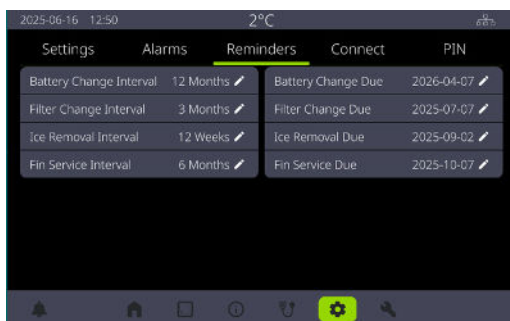 2025-06-16 12:50 2°C
Settings Alarms Reminders Connect PIN
Battery Change Interval 12 Months Battery Change Due 2026-04-07
Filter Change Interval 3 Months Filter Change Due 2025-07-07
Ice Removal Interval 12 Weeks Ice Removal Due 2025-09-02
Fin Service Interval 6 Months Fin Service Due 2025-10-07